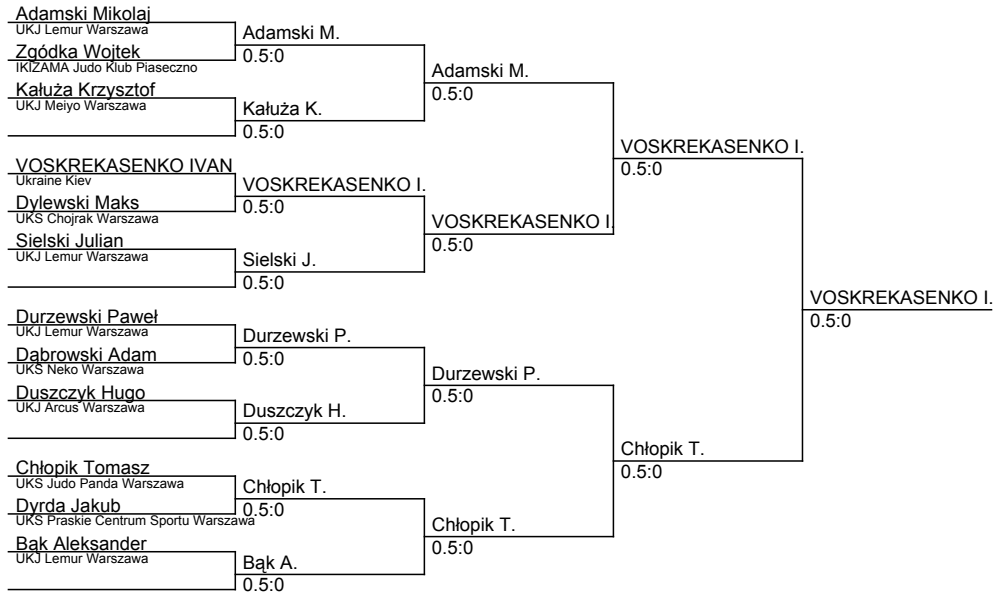 Adamski Mikolaj
UKJ Lemur Warszawa
Zgódka Wojtek
IKIZAMA Judo Klub Piaseczno
Kałuża Krzysztof
UKJ Meiyo Warszawa
VOSKREKASENKO IVAN
Ukraine Kiev
Dylewski Maks
UKS Chojrak Warszawa
Sielski Julian
UKJ Lemur Warszawa
Durzewski Paweł
UKJ Lemur Warszawa
Dąbrowski Adam
UKS Neko Warszawa
Duszczyk Hugo
UKJ Arcus Warszawa
Chłopik Tomasz
UKS Judo Panda Warszawa
Dyrda Jakub
UKS Praskie Centrum Sportu Warszawa
Bąk Aleksander
UKJ Lemur Warszawa
Adamski M.
0.5:0
Kałuża K.
0.5:0
VOSKREKASENKO I.
0.5:0
Sielski J.
0.5:0
Durzewski P.
0.5:0
Duszczyk H.
0.5:0
Chłopik T.
0.5:0
Bąk A.
0.5:0
Adamski M.
0.5:0
VOSKREKASENKO I.
0.5:0
Durzewski P.
0.5:0
Chłopik T.
0.5:0
VOSKREKASENKO I.
0.5:0
Chłopik T.
0.5:0
VOSKREKASENKO I.
0.5:0